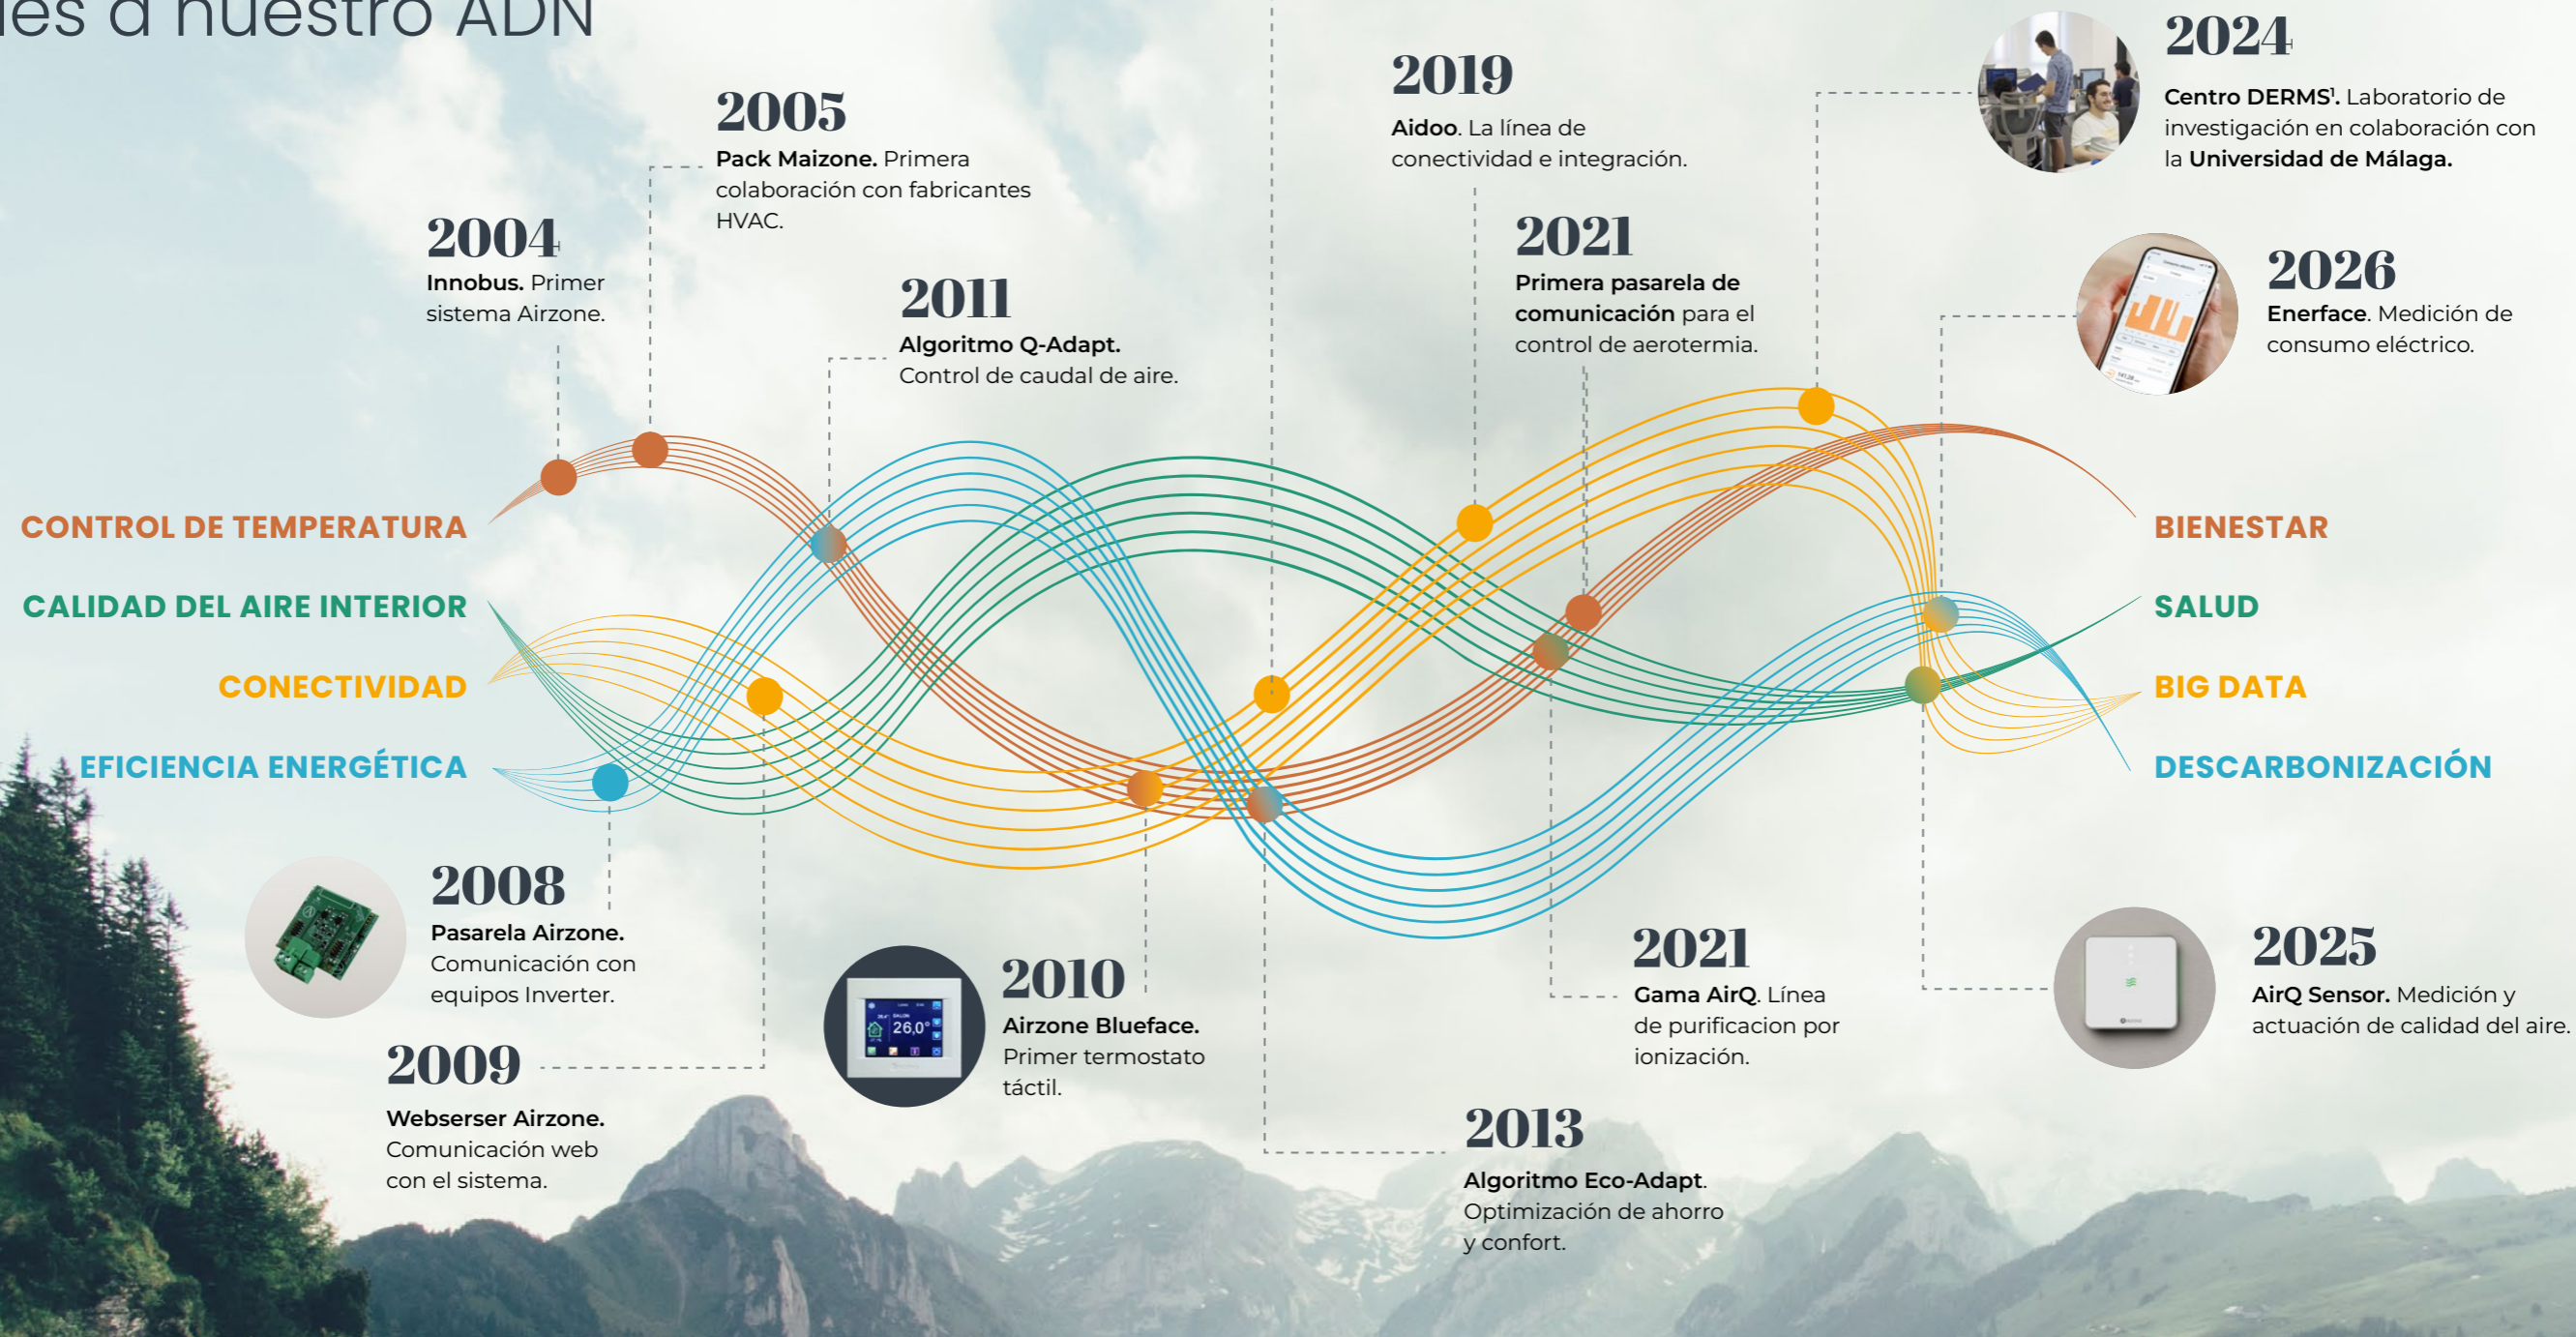 les a nuestro ADN
2004
Innobus. Primer
sistema Airzone.
2005
Pack Maizone. Primera
colaboración con fabricantes
HVAC.
2011
Algoritmo Q-Adapt.
Control de caudal de aire.
2019
Aidoo. La línea de
conectividad e integración.
2021
Primera pasarela de
comunicación para el
control de aerotermia.
2024
Centro DERMS¹. Laboratorio de
investigación en colaboración con
la Universidad de Málaga.
2026
Enerface. Medición de
consumo eléctrico.
CONTROL DE TEMPERATURA
CALIDAD DEL AIRE INTERIOR
CONECTIVIDAD
EFICIENCIA ENERGÉTICA
BIENESTAR
SALUD
BIG DATA
DESCARBONIZACIÓN
2008
Pasarela Airzone.
Comunicación con
equipos Inverter.
2009
Webserser Airzone.
Comunicación web
con el sistema.
SALON
26,0°
2010
Airzone Blueface.
Primer termostato
táctil.
2013
Algoritmo Eco-Adapt.
Optimización de ahorro
y confort.
2021
Gama AirQ. Línea
de purificacion por
ionización.
2025
AirQ Sensor. Medición y
actuación de calidad del aire.